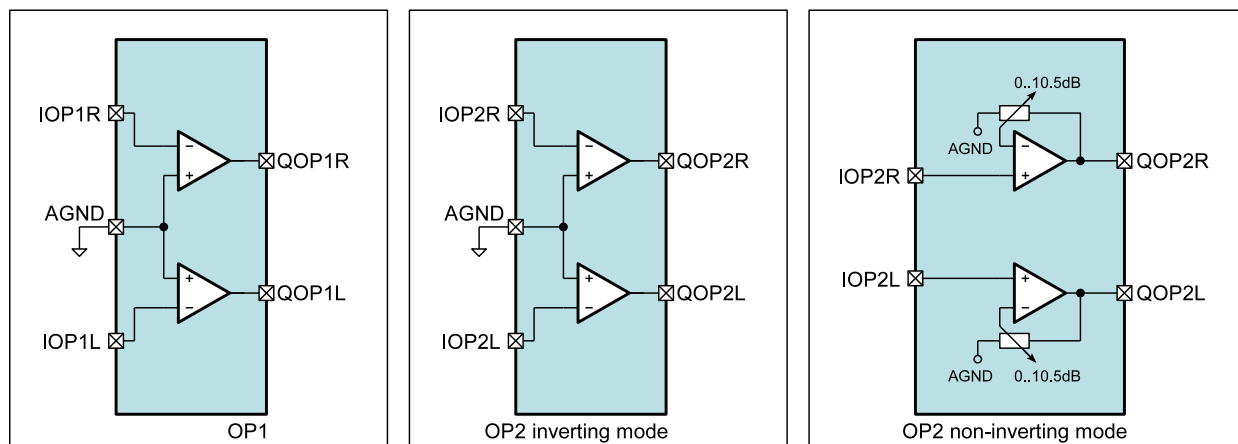 IOP1R
QOP1R
AGND
QOP1L
IOP1L
OP1
IOP2R
QOP2R
AGND
QOP2L
IOP2L
OP2 inverting mode
0..10.5dB
AGND
QOP2R
IOP2R
IOP2L
QOP2L
AGND
0..10.5dB
OP2 non-inverting mode